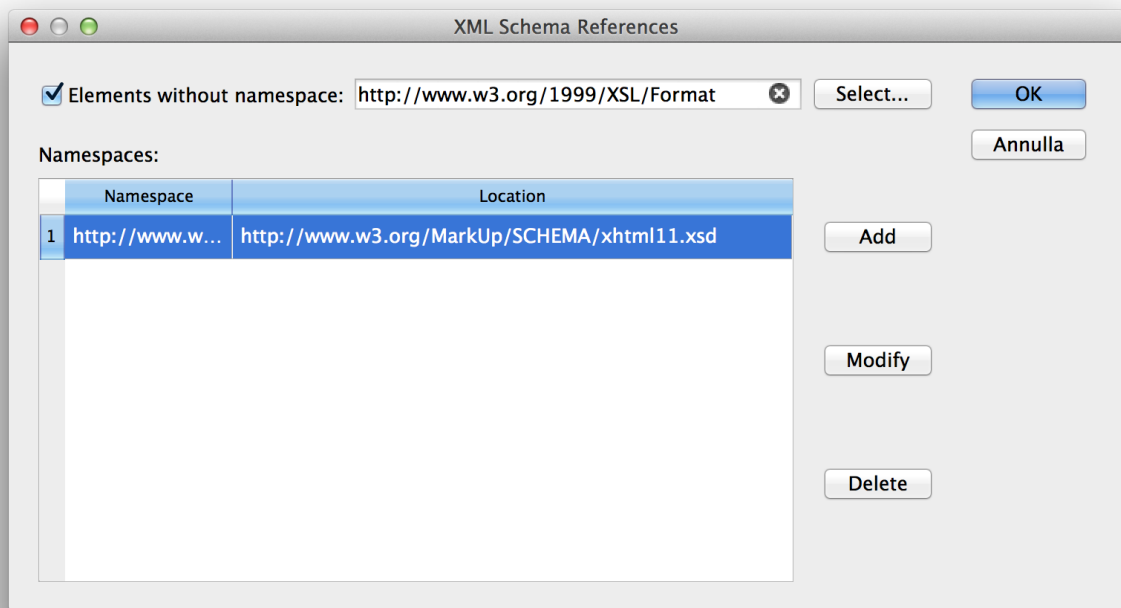 XML Schema References
Elements without namespace: http://www.w3.org/1999/XSL/Format Select... OK
Annulla
Namespaces:
Namespace Location
1 http://www.w... http://www.w3.org/MarkUp/SCHEMA/xhtml11.xsd
Add
Modify
Delete